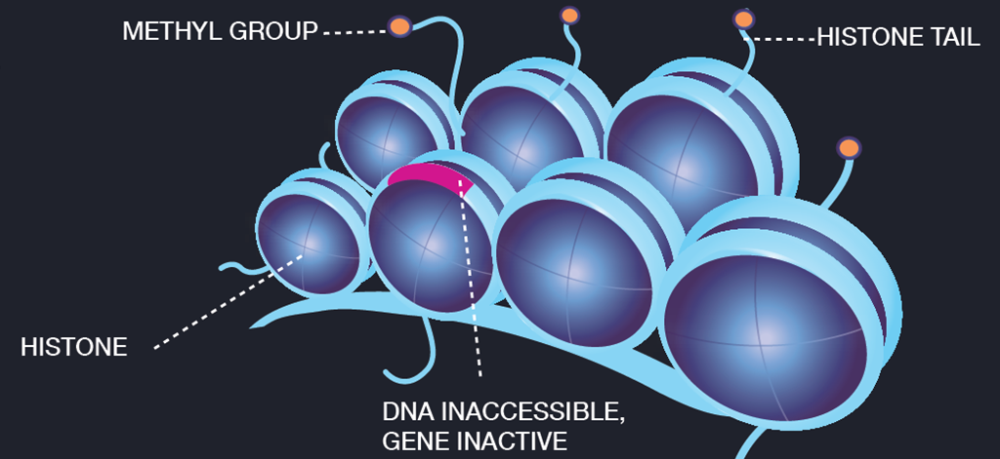 METHYL GROUP
HISTONE TAIL
HISTONE
DNA INACCESSIBLE,
GENE INACTIVE